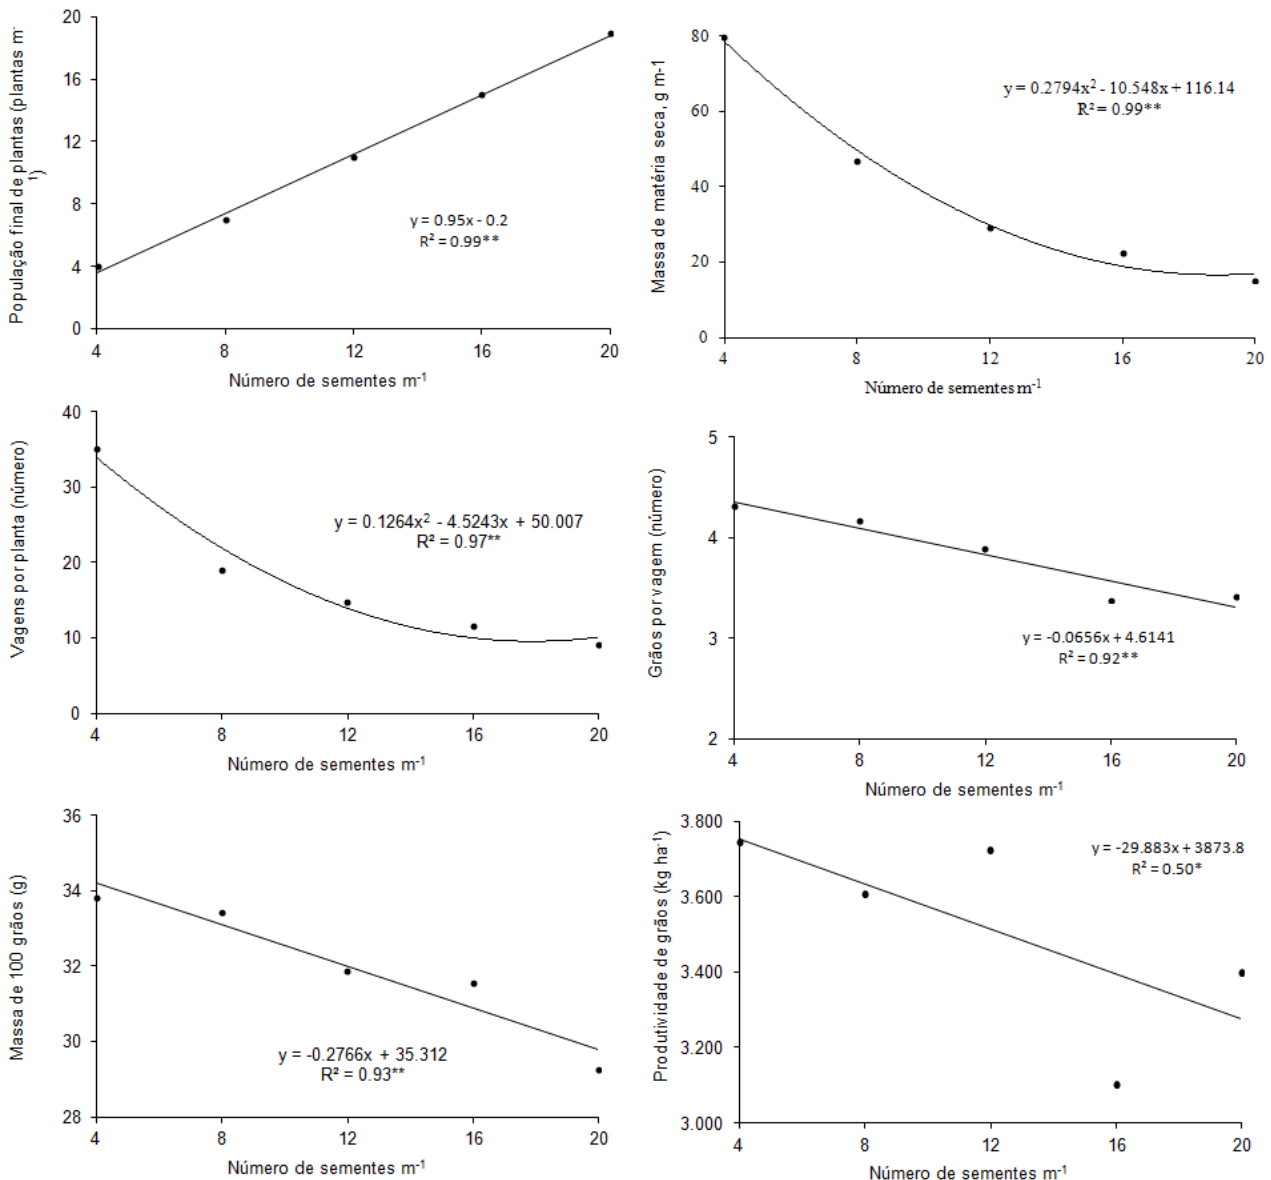 População final de plantas (plantas m-
1)
20
16
12
8
4
0
y = 0.95x - 0.2
R² = 0.99**
4 8 12 16 20
Número de sementes m-1
Massa de matéria seca, g m-1
80
60
40
20
0
y = 0.2794x² - 10.548x + 116.14
R² = 0.99**
4 8 12 16 20
Número de sementes m-1
Vagens por planta (número)
40
30
20
10
0
y = 0.1264x² - 4.5243x + 50.007
R² = 0.97**
4 8 12 16 20
Número de sementes m-1
Grãos por vagem (número)
5
4
3
2
y = -0.0656x + 4.6141
R² = 0.92**
4 8 12 16 20
Número de sementes m-1
Massa de 100 grãos (g)
36
34
32
30
28
y = -0.2766x + 35.312
R² = 0.93**
4 8 12 16 20
Número de sementes m-1
Produtividade de grãos (kg ha-1)
3.800
3.600
3.400
3.200
3.000
y = -29.883x + 3873.8
R² = 0.50*
4 8 12 16 20
Número de sementes m-1